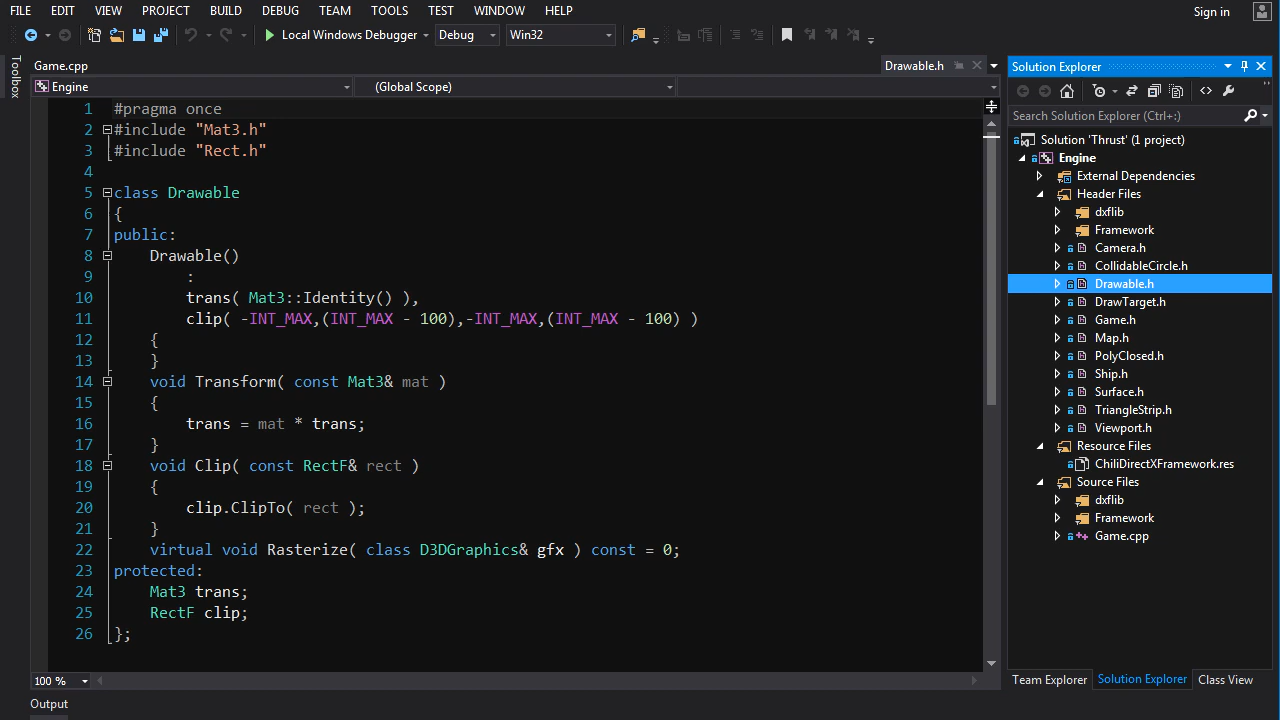 FILE EDIT VIEW PROJECT BUILD DEBUG TEAM TOOLS TEST WINDOW HELP
Sign in
Local Windows Debugger Debug Win32
Toolbox
Game.cpp Drawable.h
Engine (Global Scope)
1 #pragma once
2 #include "Mat3.h"
3 #include "Rect.h"
4
5 class Drawable
6 {
7 public:
8 Drawable()
9 :
10 trans( Mat3::Identity() ),
11 clip( -INT_MAX,(INT_MAX - 100),-INT_MAX,(INT_MAX - 100) )
12 {
13 }
14 void Transform( const Mat3& mat )
15 {
16 trans = mat * trans;
17 }
18 void Clip( const RectF& rect )
19 {
20 clip.ClipTo( rect );
21 }
22 virtual void Rasterize( class D3DGraphics& gfx ) const = 0;
23 protected:
24 Mat3 trans;
25 RectF clip;
26 };
100 %
Output
Solution Explorer
Search Solution Explorer (Ctrl+:)
Solution 'Thrust' (1 project)
Engine
External Dependencies
Header Files
dxflib
Framework
Camera.h
CollidableCircle.h
Drawable.h
DrawTarget.h
Game.h
Map.h
PolyClosed.h
Ship.h
Surface.h
TriangleStrip.h
Viewport.h
Resource Files
ChiliDirectXFramework.res
Source Files
dxflib
Framework
Game.cpp
Team Explorer Solution Explorer Class View